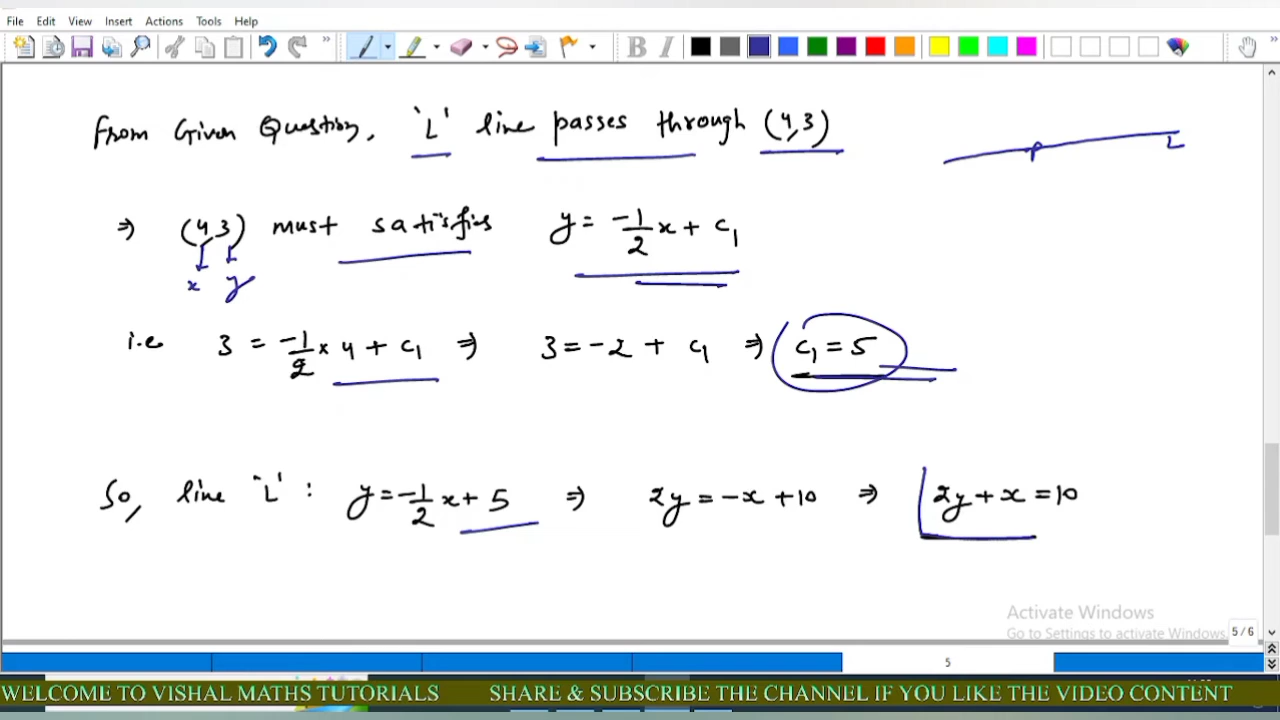 File Edit View Insert Actions Tools Help
From Given Question, 'L' line passes through (4,3)
P L
⇒ (4,3) must satisfies y = -1/2 x + c₁
x y
i.e 3 = -1/2 × 4 + c₁ ⇒ 3 = -2 + c₁ ⇒ c₁ = 5
So, line 'L' : y = -1/2 x + 5 ⇒ 2y = -x + 10 ⇒ 2y + x = 10
Activate Windows
Go to Settings to activate Windows.
5 / 6
5
WELCOME TO VISHAL MATHS TUTORIALS SHARE & SUBSCRIBE THE CHANNEL IF YOU LIKE THE VIDEO CONTENT